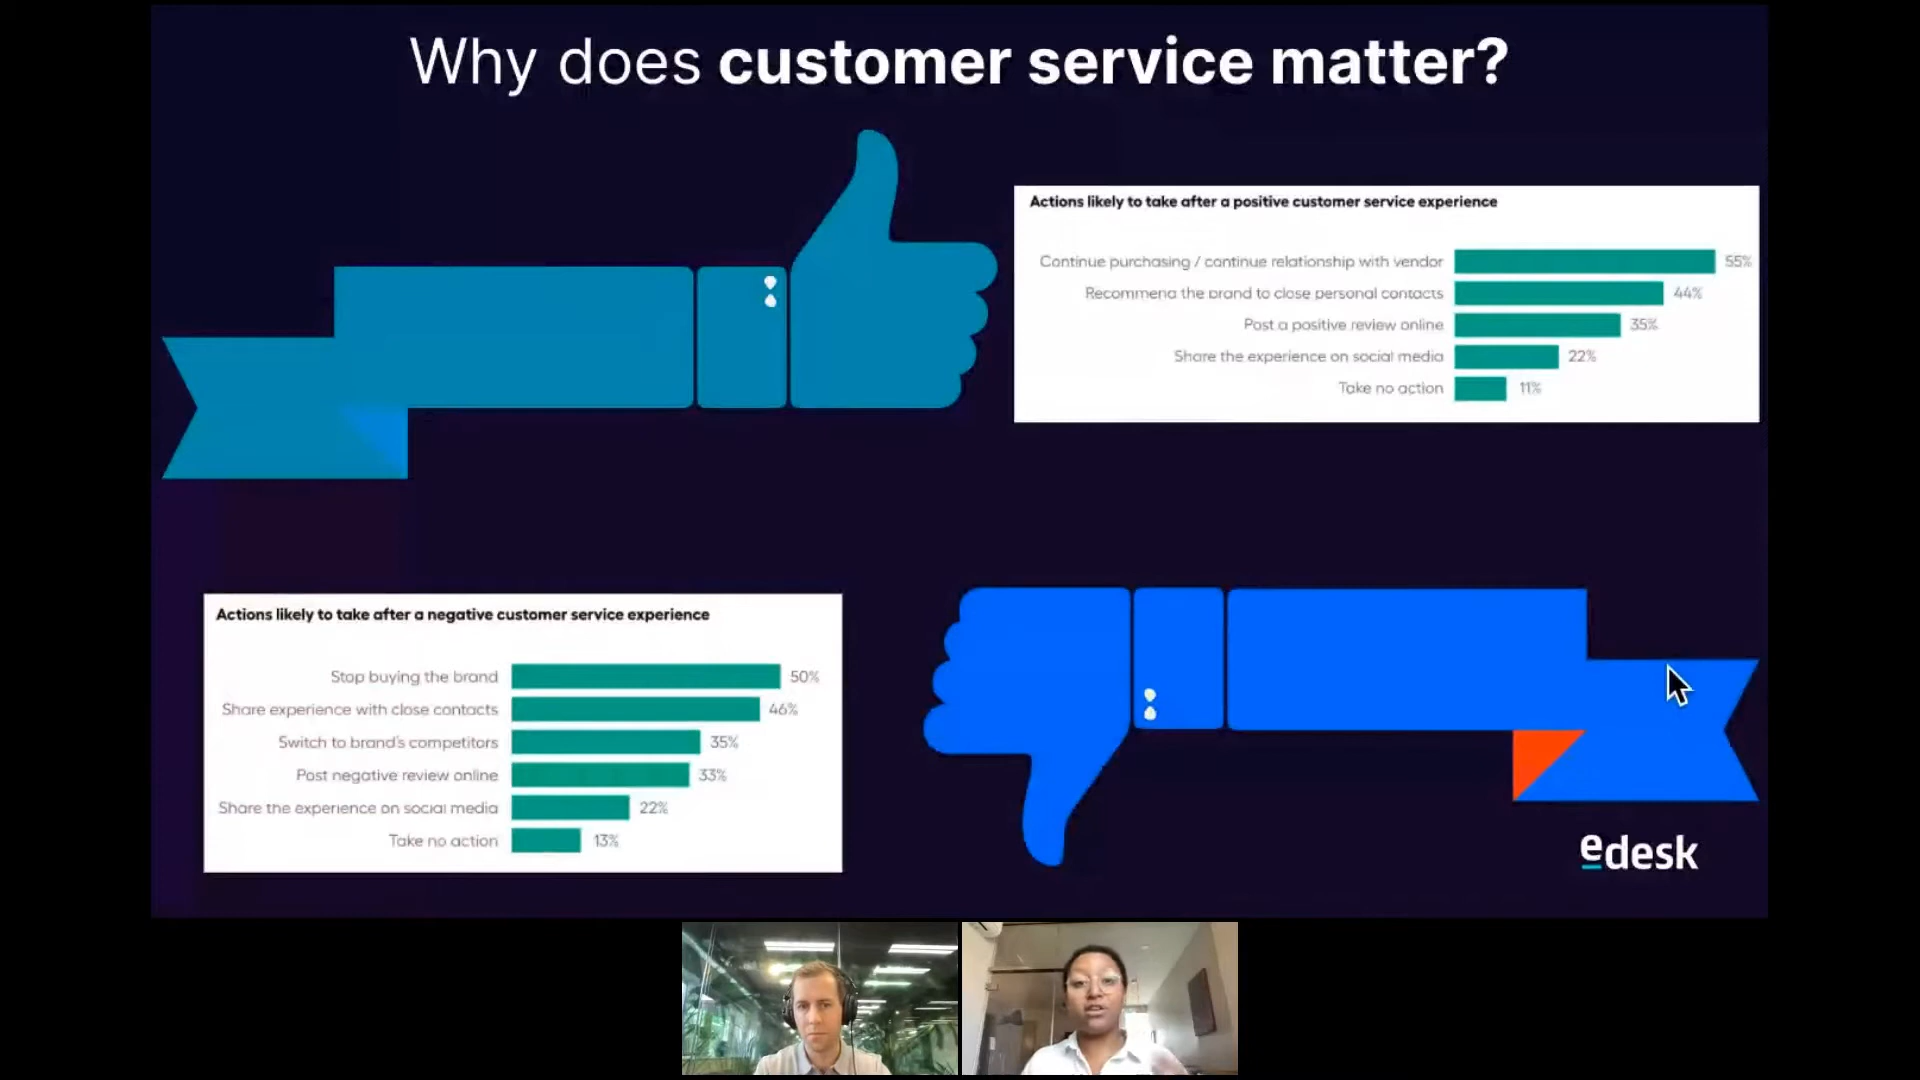 Why does customer service matter?
Actions likely to take after a positive customer service experience
Continue purchasing / continue relationship with vendor 55%
Recommend the brand to close personal contacts 44%
Post a positive review online 35%
Share the experience on social media 22%
Take no action 11%
Actions likely to take after a negative customer service experience
Stop buying the brand 50%
Share experience with close contacts 46%
Switch to brand's competitors 35%
Post negative review online 33%
Share the experience on social media 22%
Take no action 13%
edesk